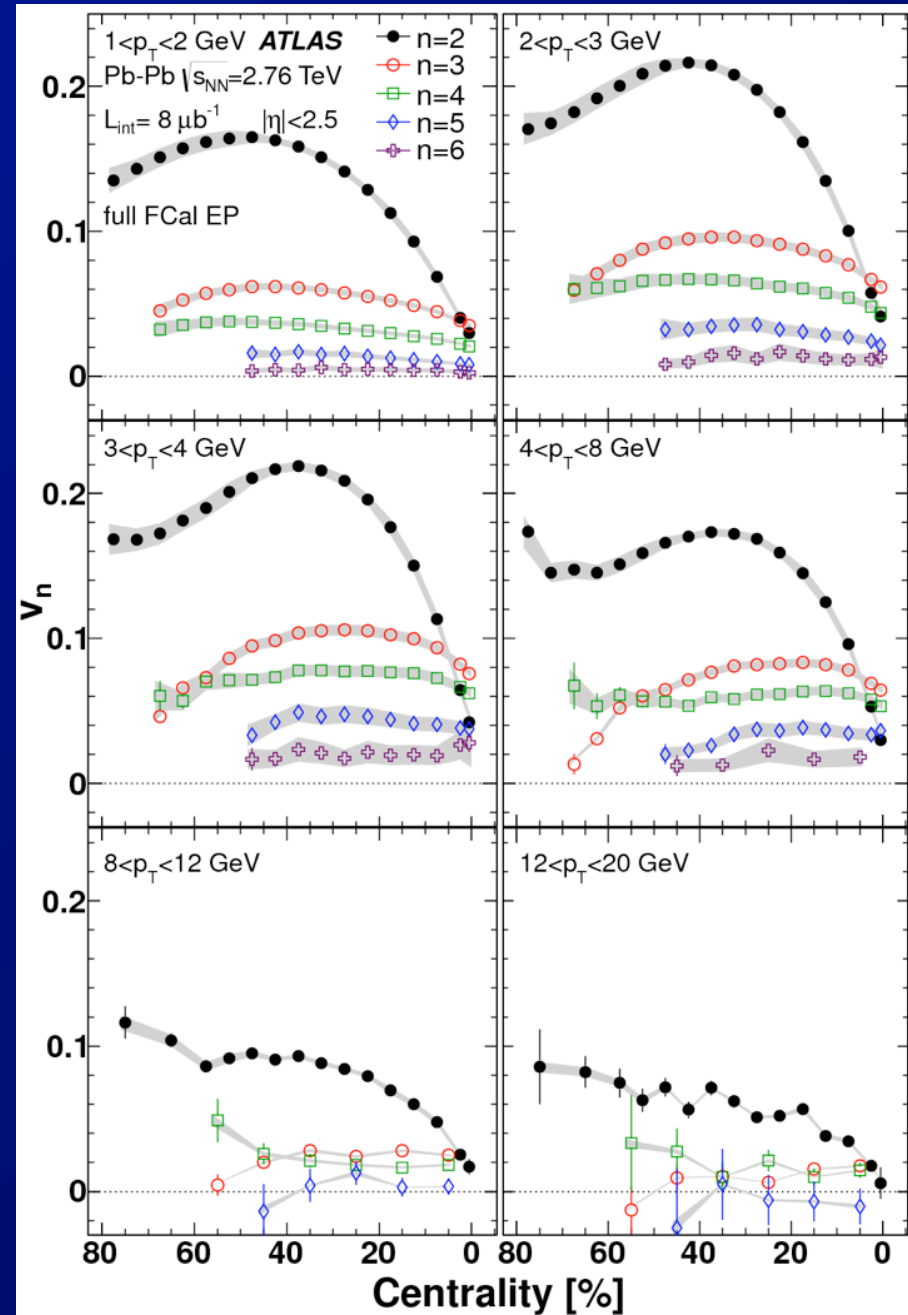 1<p_T<2 GeV ATLAS
Pb-Pb √s_NN=2.76 TeV
L_int= 8 μb⁻¹ |η|<2.5
full FCal EP
n=2
n=3
n=4
n=5
n=6
2<p_T<3 GeV
0.2
0.1
0
3<p_T<4 GeV
4<p_T<8 GeV
0.2
0.1
0
v_n
8<p_T<12 GeV
12<p_T<20 GeV
0.2
0.1
0
80 60 40 20 0 80 60 40 20 0
Centrality [%]